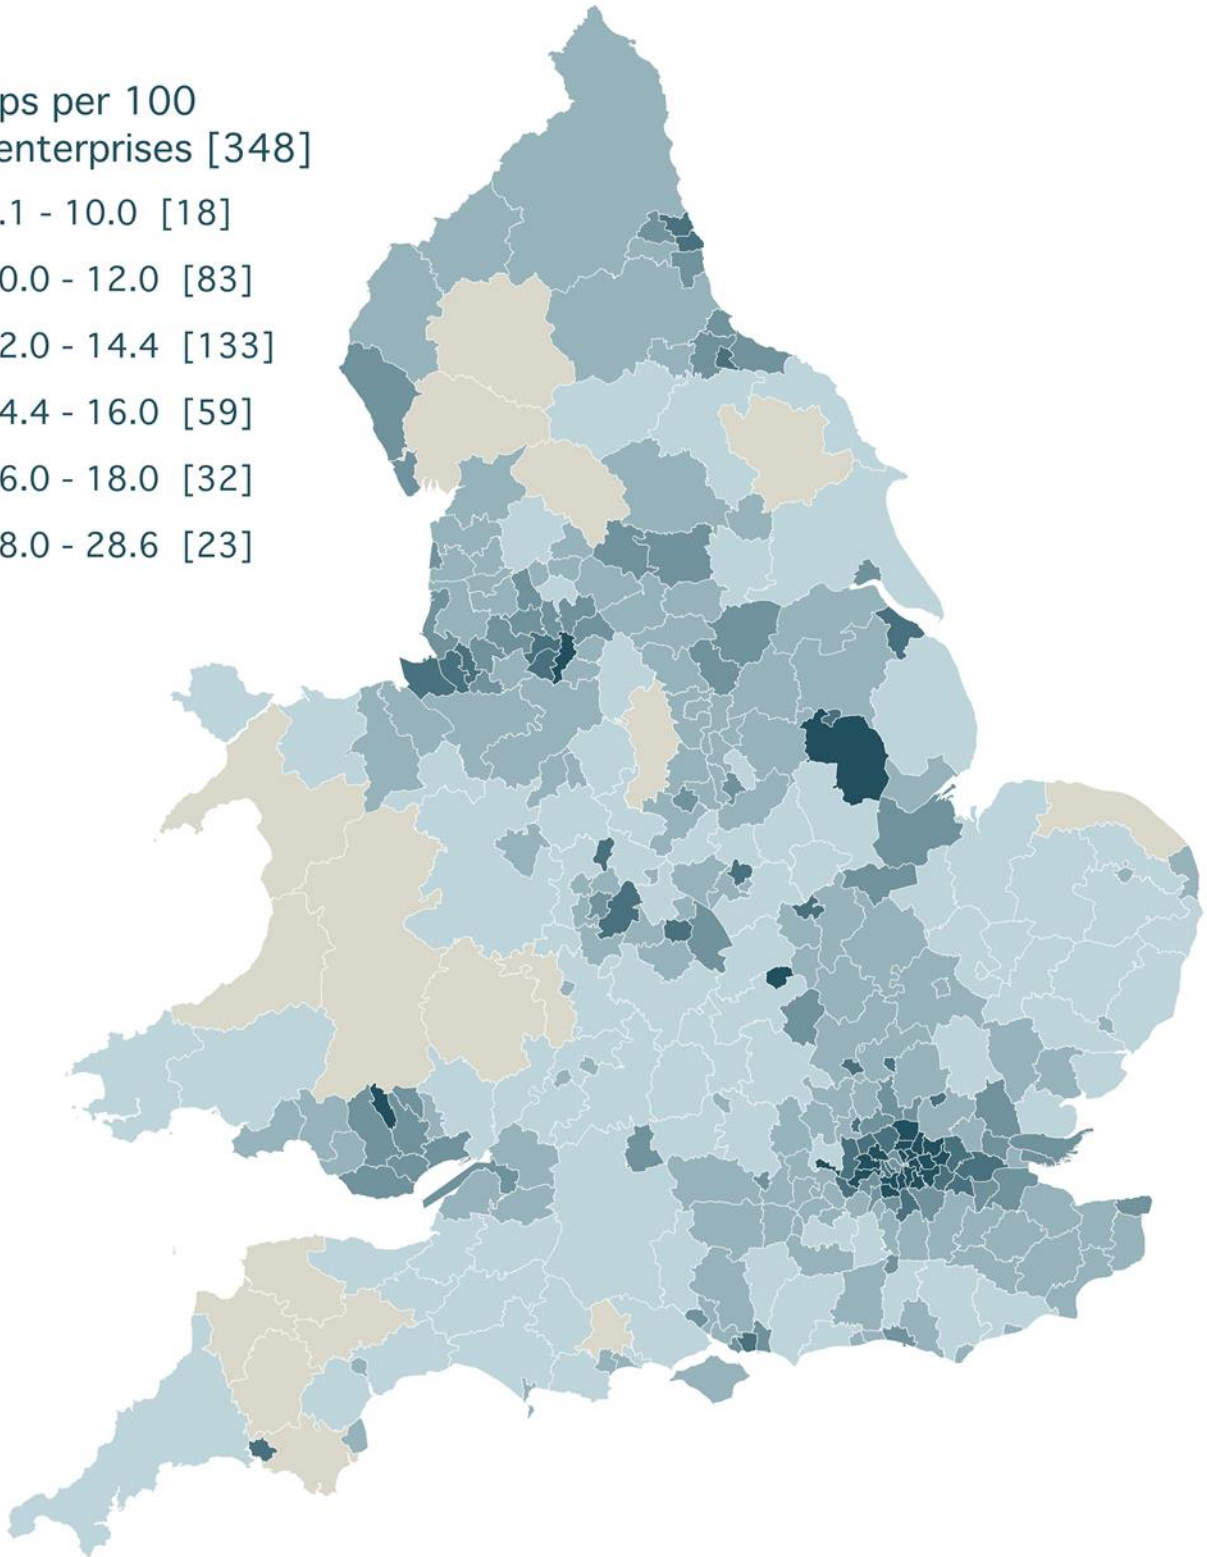 ps per 100
enterprises [348]
.1 - 10.0 [18]
0.0 - 12.0 [83]
2.0 - 14.4 [133]
4.4 - 16.0 [59]
6.0 - 18.0 [32]
8.0 - 28.6 [23]